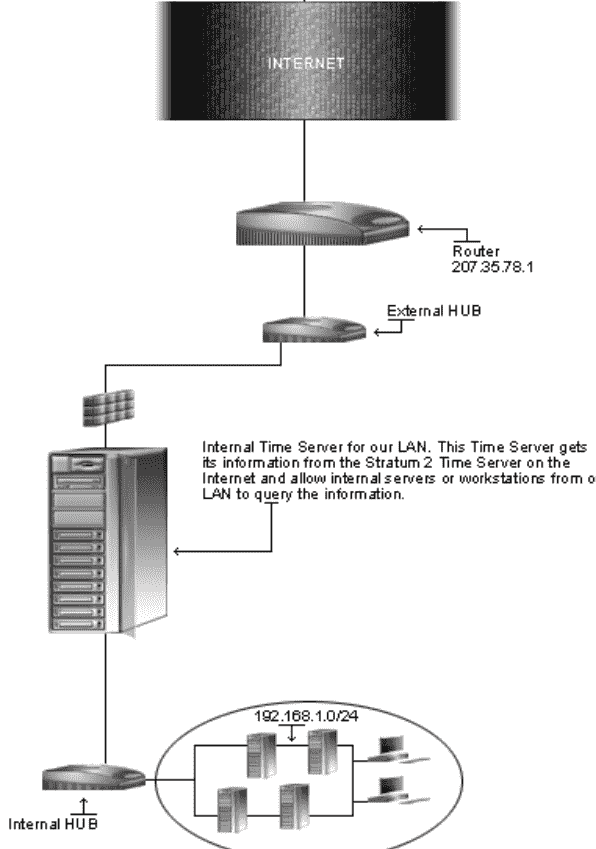 INTERNET
Router
207.35.78.1
External HUB
Internal Time Server for our LAN. This Time Server gets
its information from the Stratum 2 Time Server on the
Internet and allow internal servers or workstations from o
LAN to query the information.
192.168.1.0/24
Internal HUB